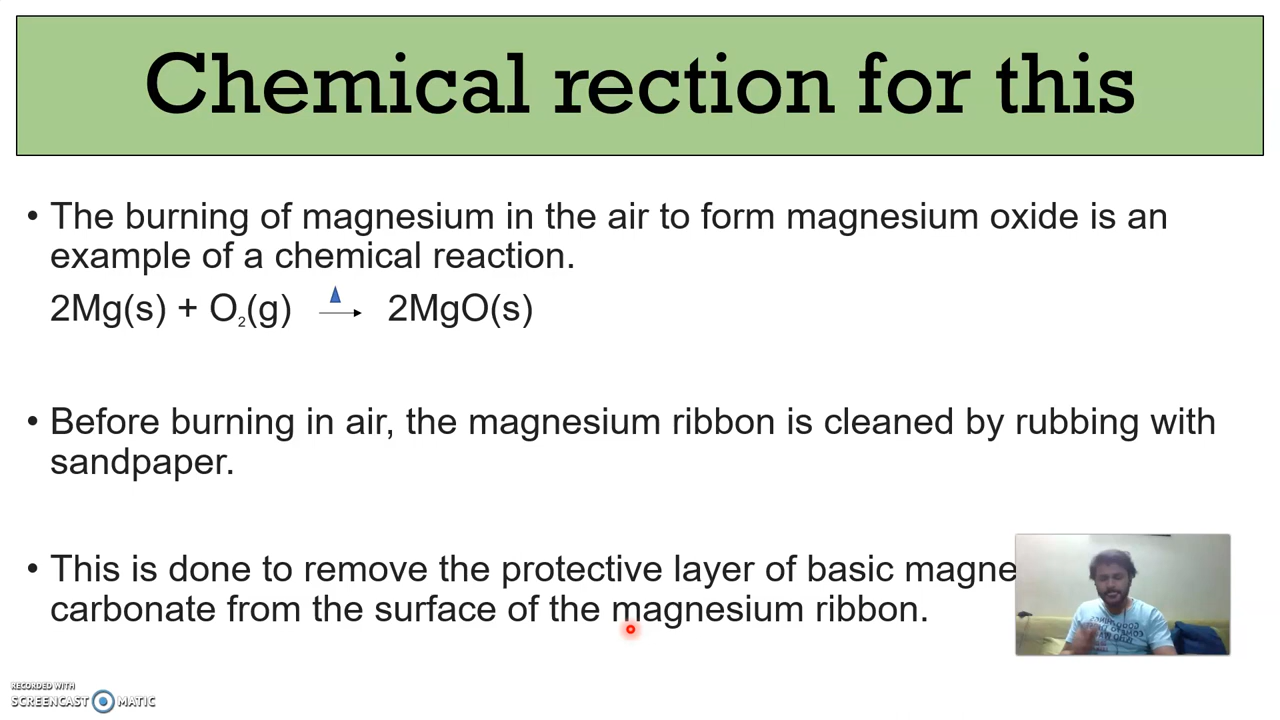 Chemical rection for this
• The burning of magnesium in the air to form magnesium oxide is an
example of a chemical reaction.
2Mg(s) + O₂(g) → 2MgO(s)
• Before burning in air, the magnesium ribbon is cleaned by rubbing with
sandpaper.
• This is done to remove the protective layer of basic magne
carbonate from the surface of the magnesium ribbon.
RECORDED WITH
SCREENCAST MATIC